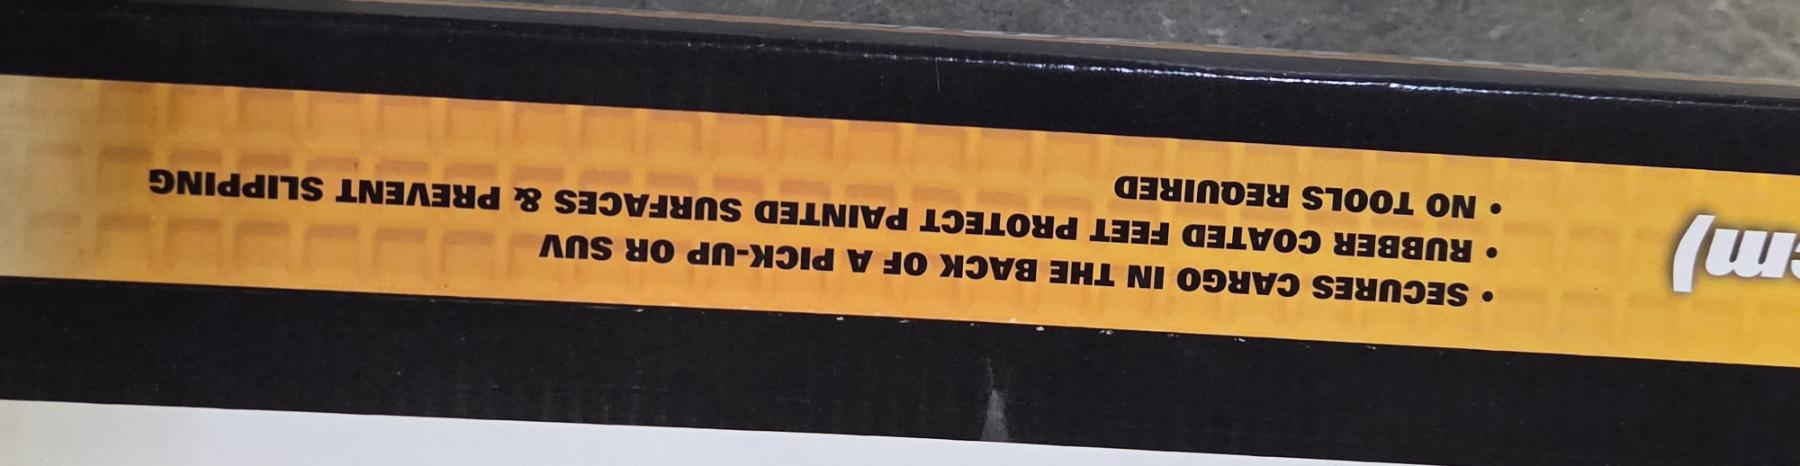 cm)
• SECURES CARGO IN THE BACK OF A PICK-UP OR SUV
• RUBBER COATED FEET PROTECT PAINTED SURFACES & PREVENT SLIPPING
• NO TOOLS REQUIRED